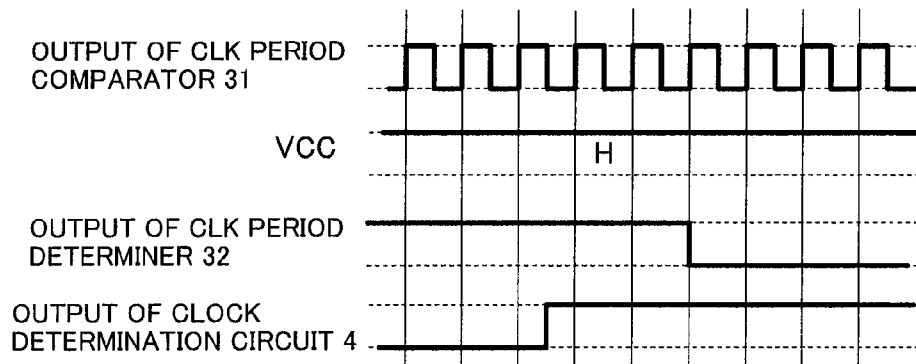 OUTPUT OF CLK PERIOD
COMPARATOR 31
VCC
H
OUTPUT OF CLK PERIOD
DETERMINER 32
OUTPUT OF CLOCK
DETERMINATION CIRCUIT 4